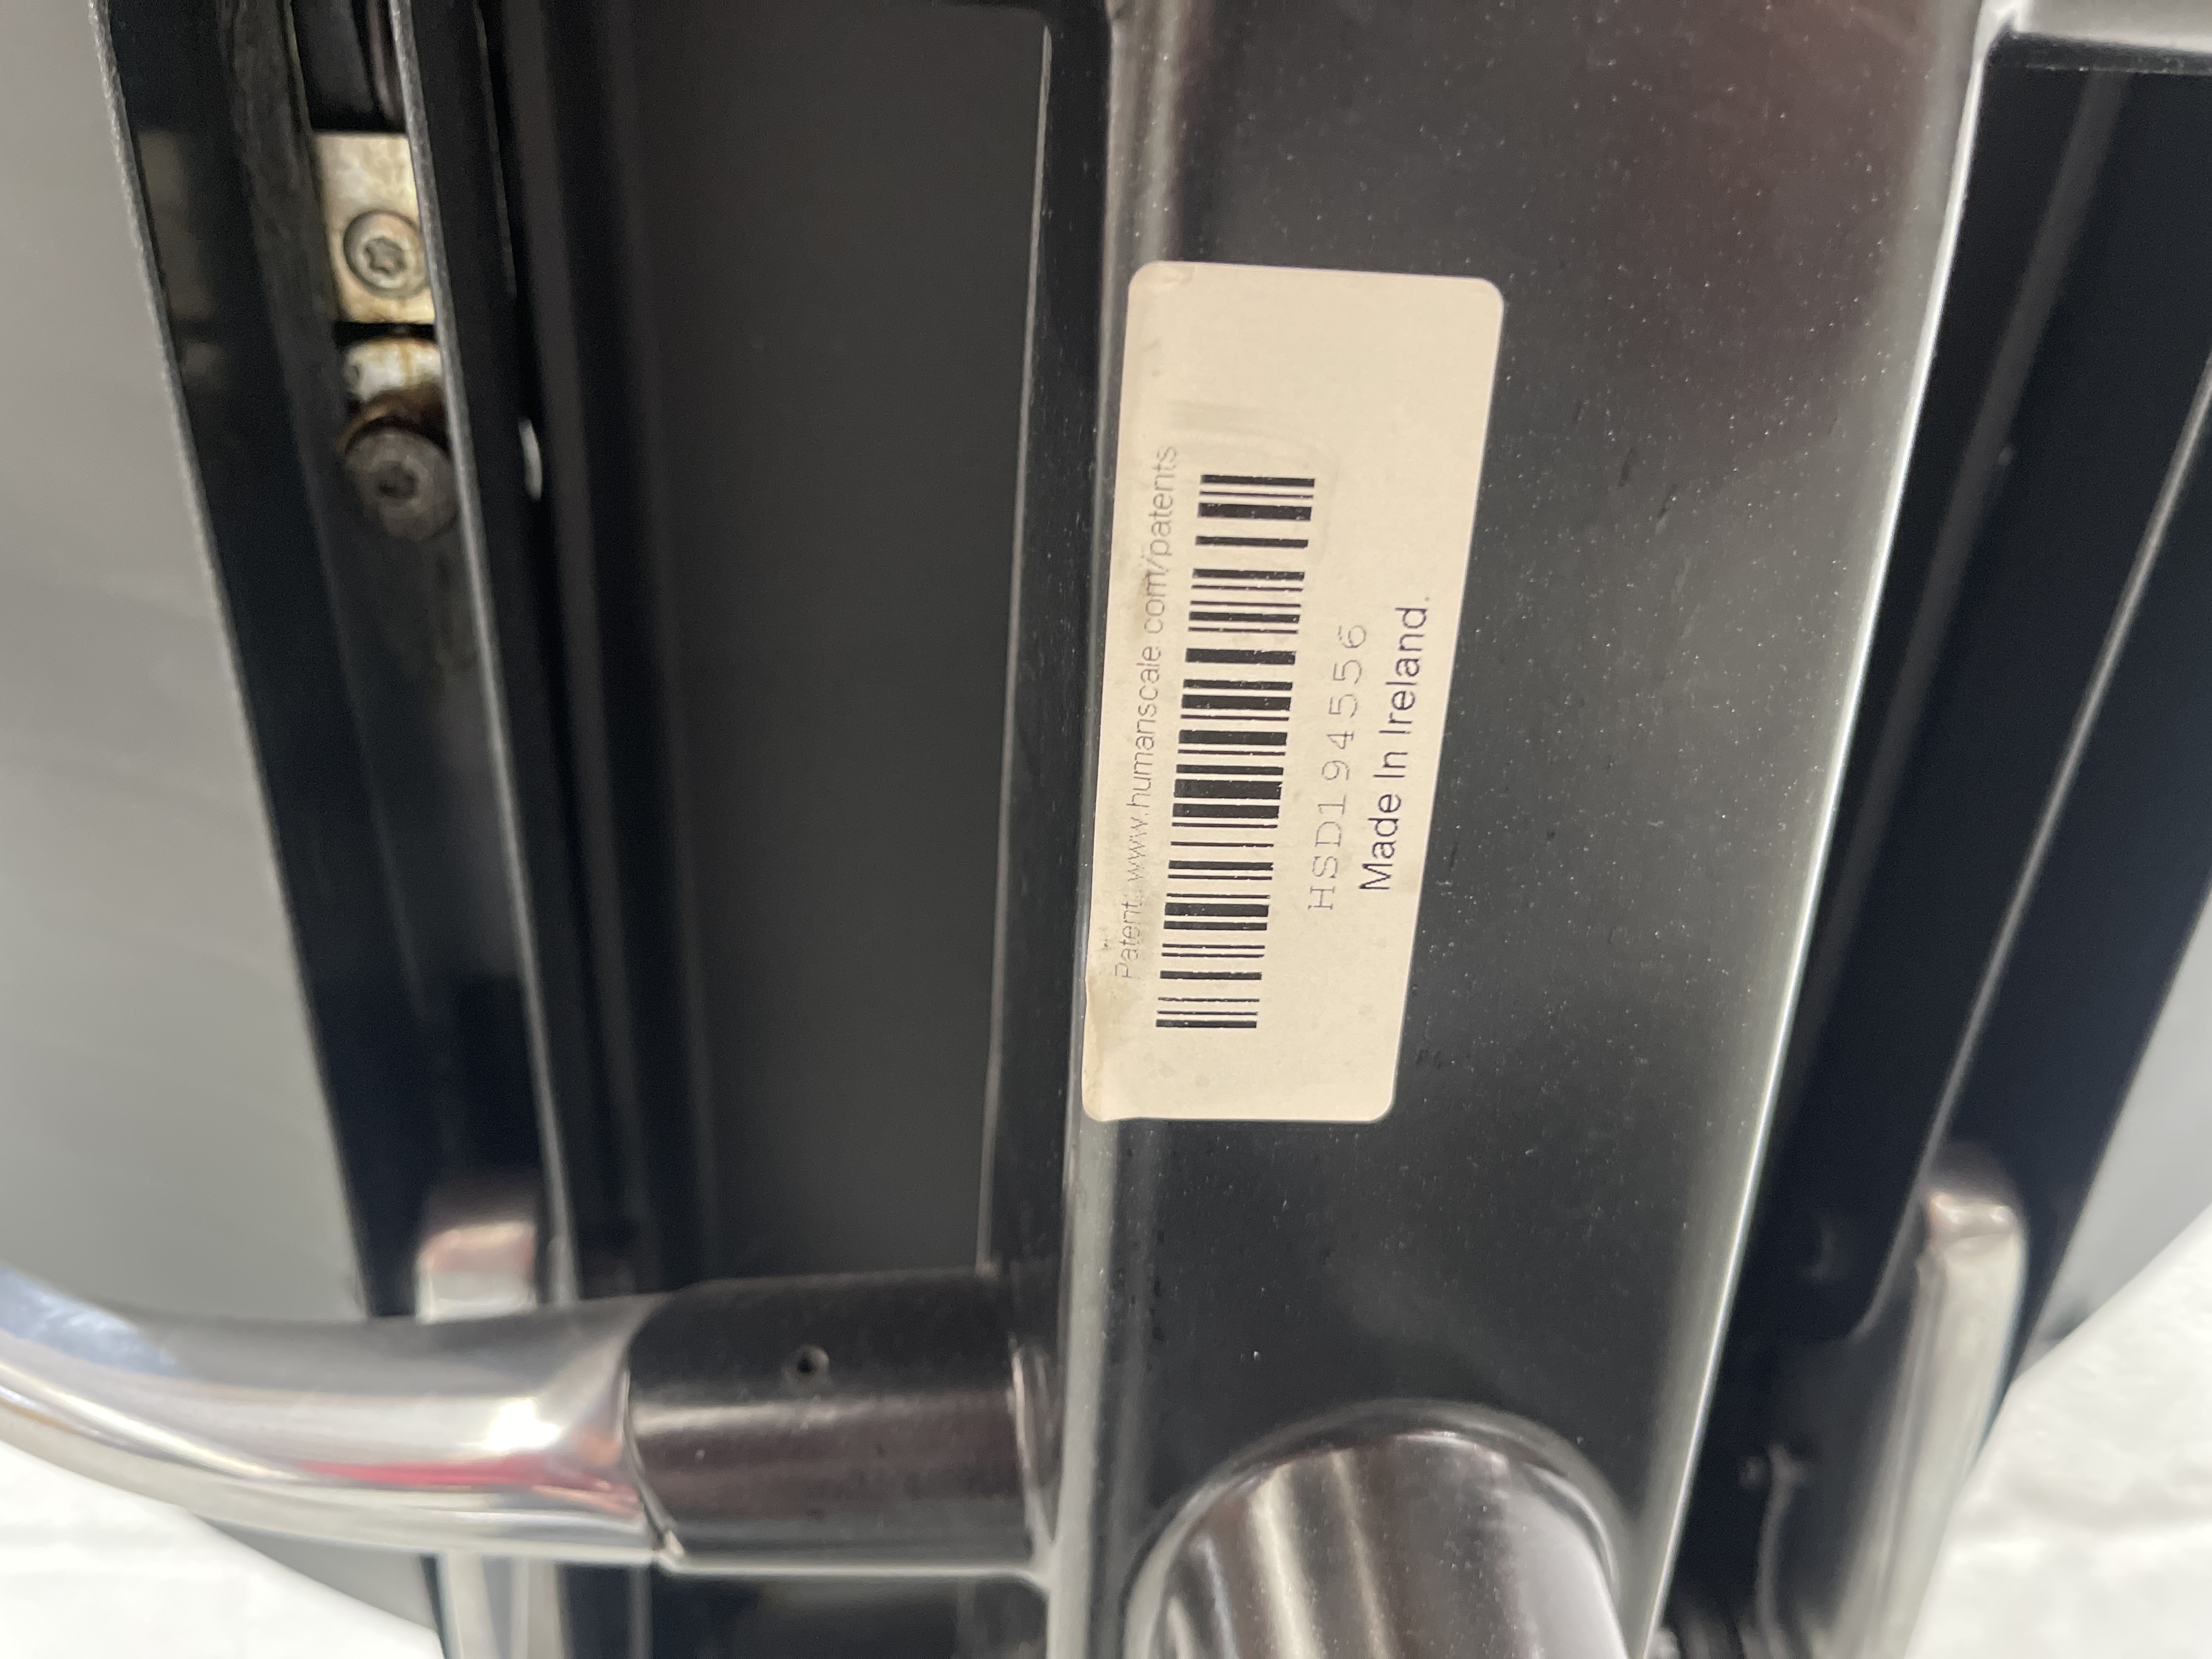 Patent: www.humanscale.com/patents
HSD194556
Made In Ireland.